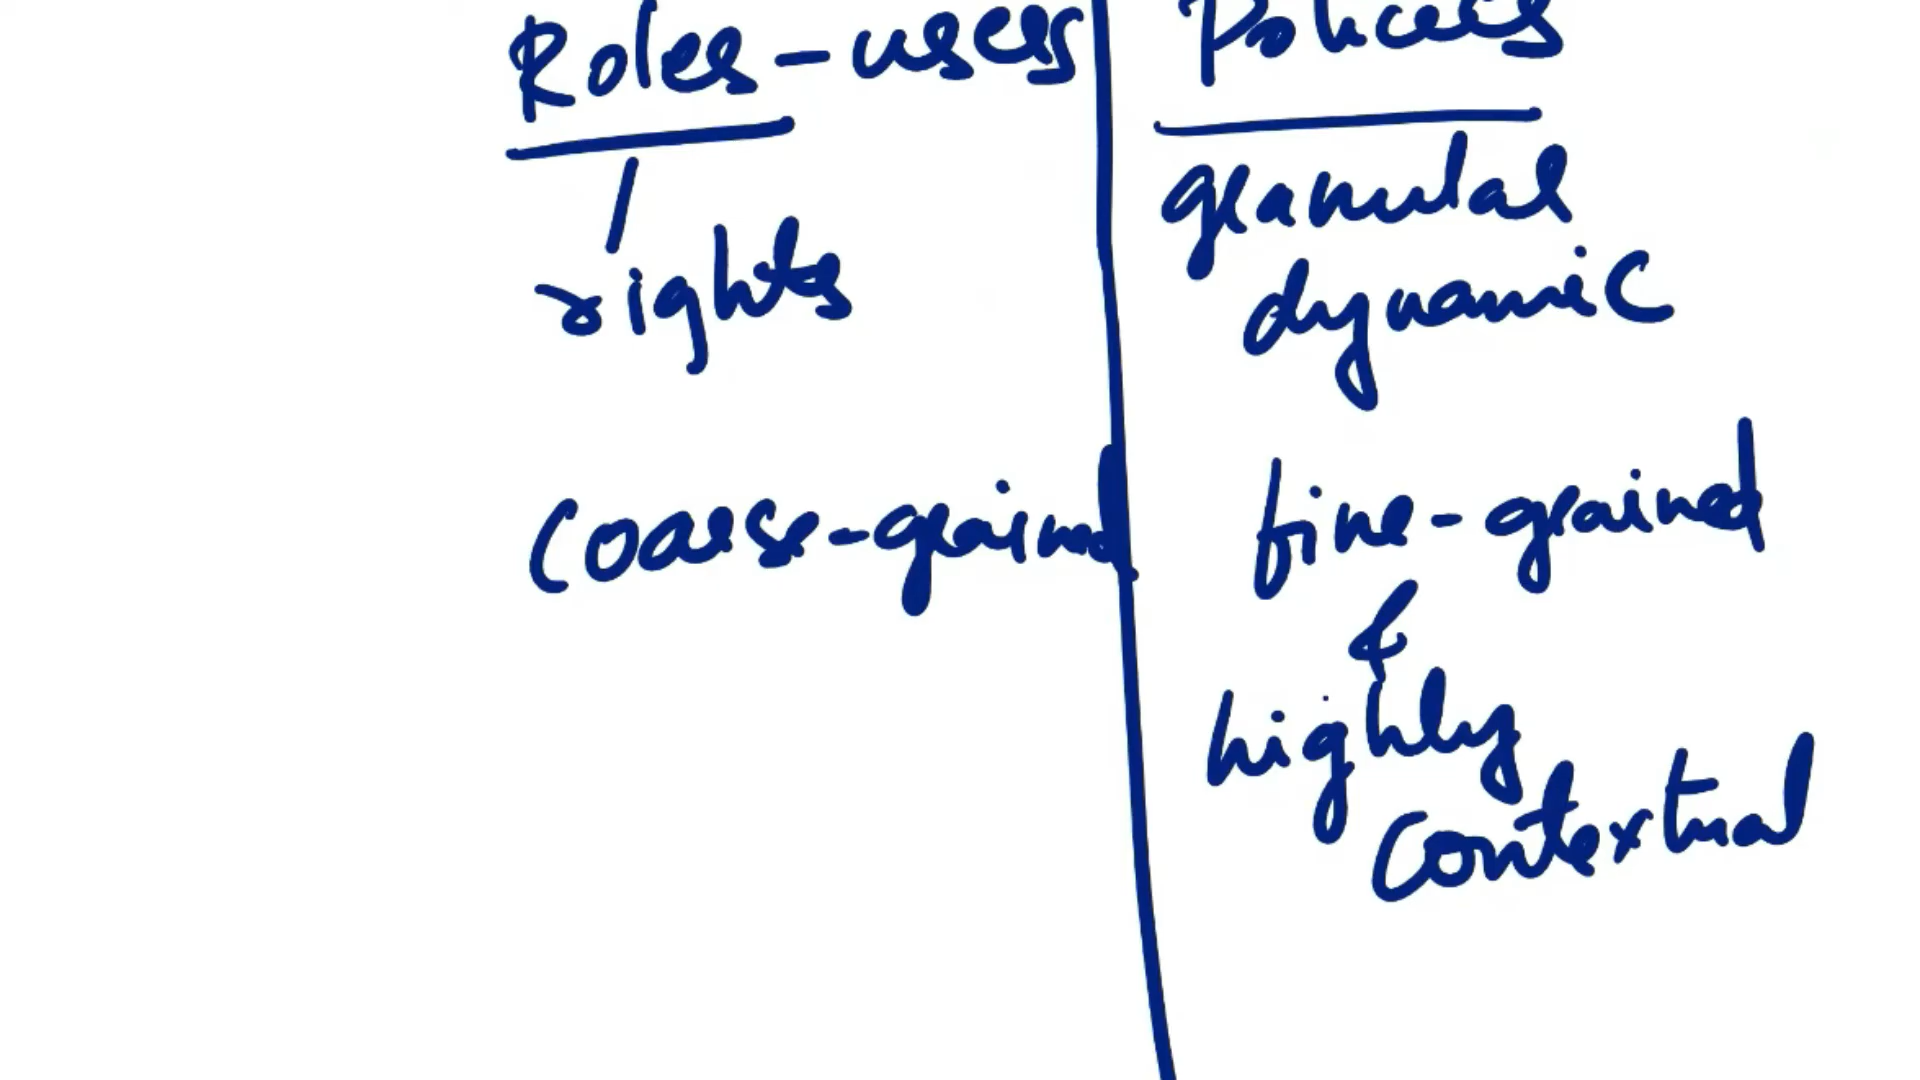 Roles - users
rights
Coarse-grained
Policies
granular
dynamic
fine-grained
&
highly
contextual